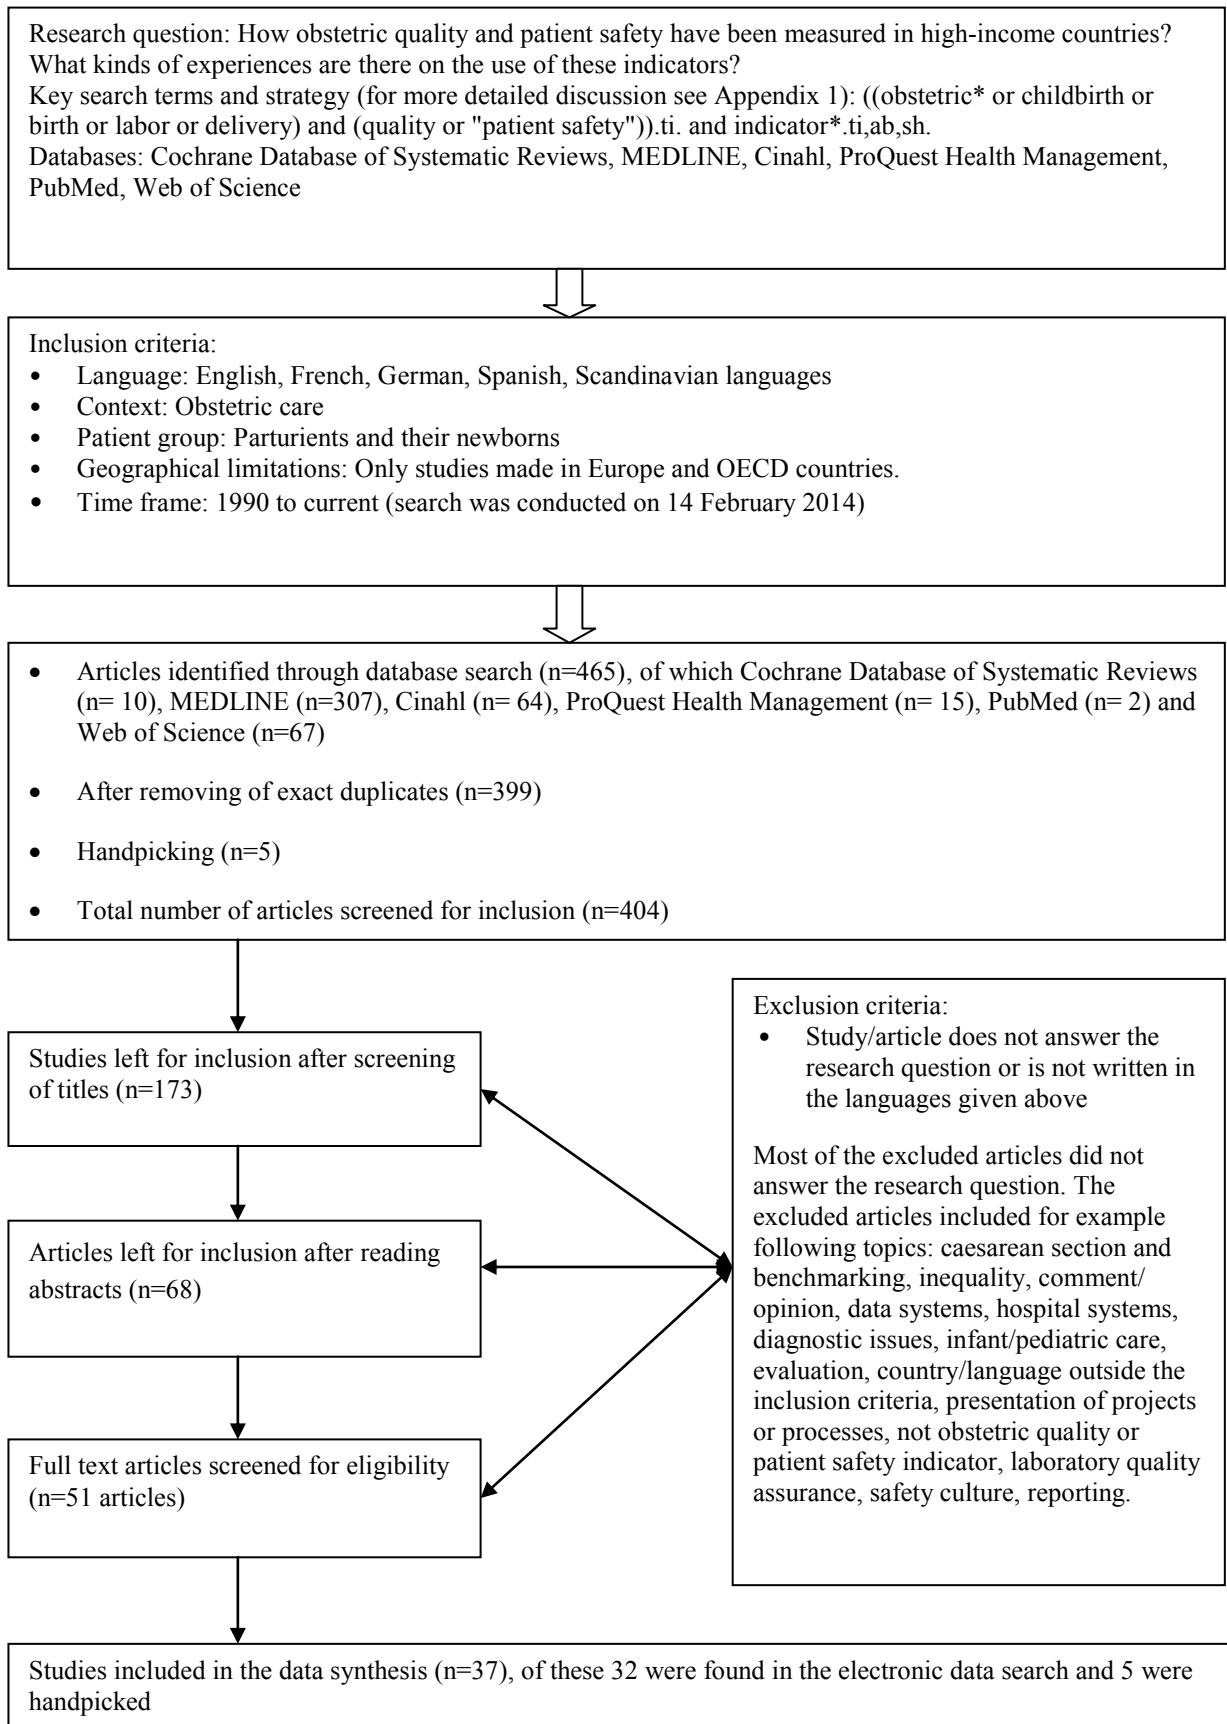 Research question: How obstetric quality and patient safety have been measured in high-income countries?
What kinds of experiences are there on the use of these indicators?
Key search terms and strategy (for more detailed discussion see Appendix 1): ((obstetric* or childbirth or
birth or labor or delivery) and (quality or "patient safety")).ti. and indicator*.ti,ab,sh.
Databases: Cochrane Database of Systematic Reviews, MEDLINE, Cinahl, ProQuest Health Management,
PubMed, Web of Science
Inclusion criteria:
• Language: English, French, German, Spanish, Scandinavian languages
• Context: Obstetric care
• Patient group: Parturients and their newborns
• Geographical limitations: Only studies made in Europe and OECD countries.
• Time frame: 1990 to current (search was conducted on 14 February 2014)
• Articles identified through database search (n=465), of which Cochrane Database of Systematic Reviews
(n= 10), MEDLINE (n=307), Cinahl (n= 64), ProQuest Health Management (n= 15), PubMed (n= 2) and
Web of Science (n=67)
• After removing of exact duplicates (n=399)
• Handpicking (n=5)
• Total number of articles screened for inclusion (n=404)
Studies left for inclusion after screening
of titles (n=173)
Articles left for inclusion after reading
abstracts (n=68)
Full text articles screened for eligibility
(n=51 articles)
Exclusion criteria:
• Study/article does not answer the
research question or is not written in
the languages given above
Most of the excluded articles did not
answer the research question. The
excluded articles included for example
following topics: caesarean section and
benchmarking, inequality, comment/
opinion, data systems, hospital systems,
diagnostic issues, infant/pediatric care,
evaluation, country/language outside the
inclusion criteria, presentation of projects
or processes, not obstetric quality or
patient safety indicator, laboratory quality
assurance, safety culture, reporting.
Studies included in the data synthesis (n=37), of these 32 were found in the electronic data search and 5 were
handpicked